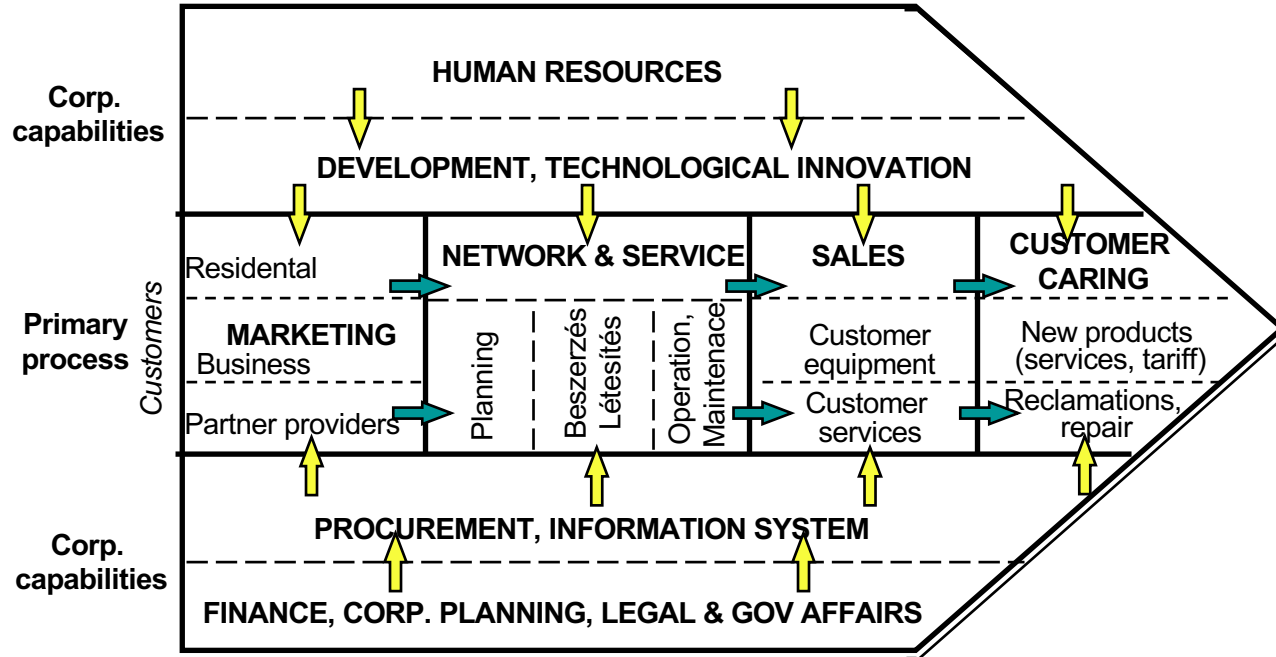 HUMAN RESOURCES
Corp.
capabilities
DEVELOPMENT, TECHNOLOGICAL INNOVATION
Primary
process
Customers
Residental
MARKETING
Business
Partner providers
NETWORK & SERVICE
Planning
Beszerzés
Létesítés
Operation,
Maintenace
SALES
Customer
equipment
Customer
services
CUSTOMER
CARING
New products
(services, tariff)
Reclamations,
repair
Corp.
capabilities
PROCUREMENT, INFORMATION SYSTEM
FINANCE, CORP. PLANNING, LEGAL & GOV AFFAIRS